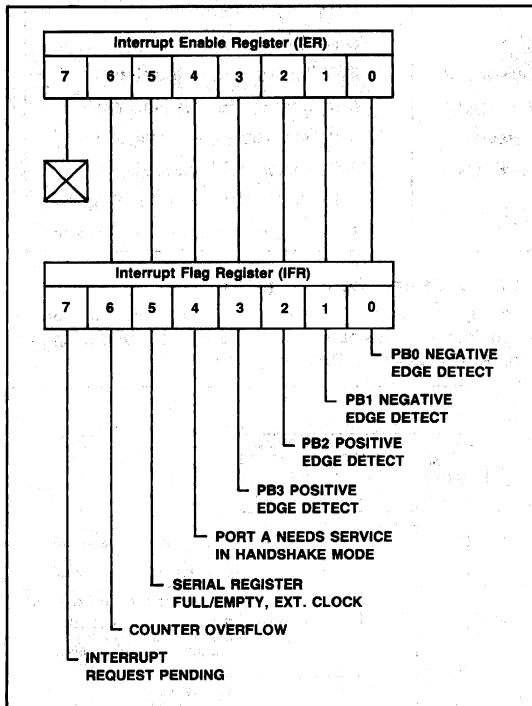 Interrupt Enable Register (IER)
7 6 5 4 3 2 1 0
Interrupt Flag Register (IFR)
7 6 5 4 3 2 1 0
PB0 NEGATIVE
EDGE DETECT
PB1 NEGATIVE
EDGE DETECT
PB2 POSITIVE
EDGE DETECT
PB3 POSITIVE
EDGE DETECT
PORT A NEEDS SERVICE
IN HANDSHAKE MODE
SERIAL REGISTER
FULL/EMPTY, EXT. CLOCK
COUNTER OVERFLOW
INTERRUPT
REQUEST PENDING